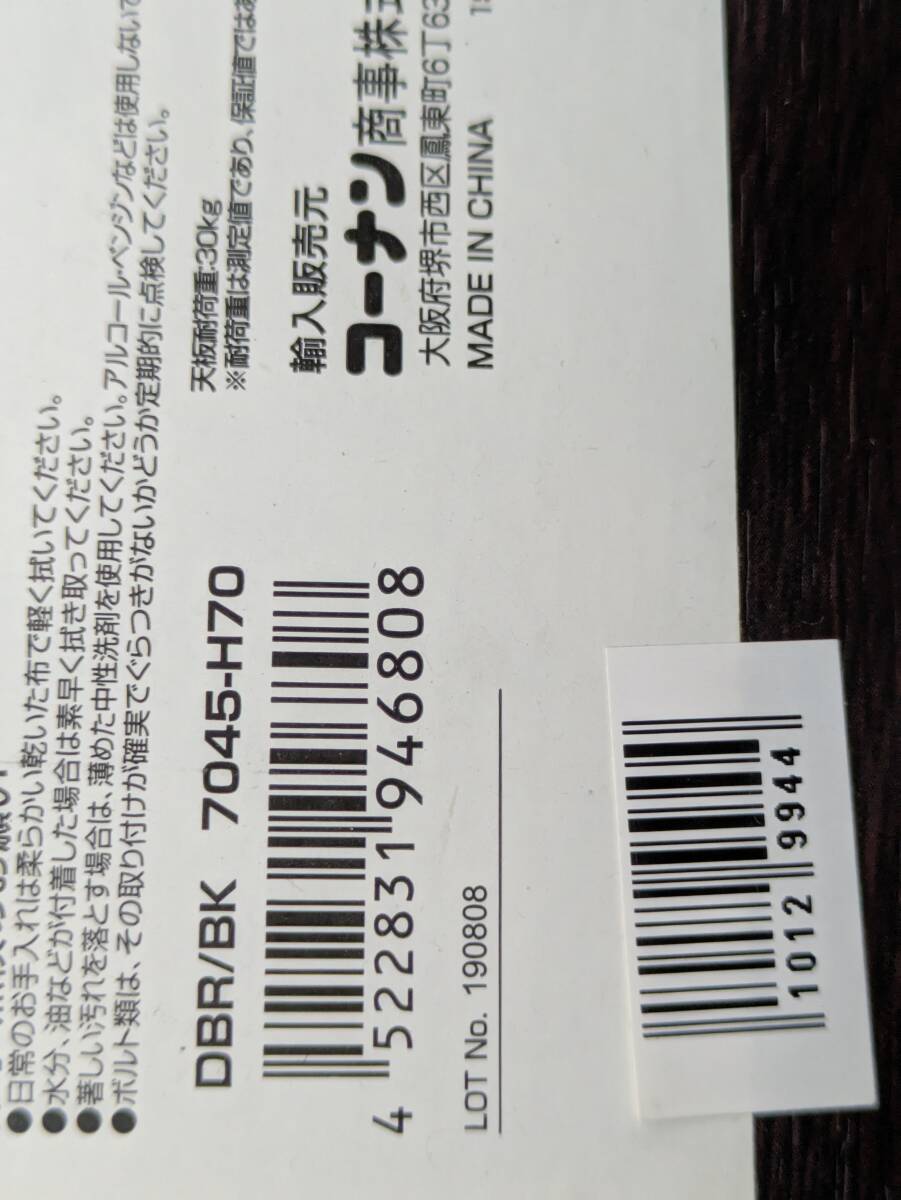 ●日常のお手入れは柔らかい乾いた布で軽く拭いてください。
●水分、油などが付着した場合は素早く拭き取ってください。
●著しい汚れを落とす場合は、薄めた中性洗剤を使用してください。アルコール・ベンジンなどは使用しないで
●ボルト類は、その取り付けが確実でぐらつきがないかどうか定期的に点検してください。
天板耐荷重:30kg
※耐荷重は測定値であり、保証値ではあ
輸入販売元
コーナン商事株式
大阪府堺市西区鳳東町6丁63
MADE IN CHINA
DBR/BK 7045-H70
4 522831 946808
LOT No. 190808
1012 9944